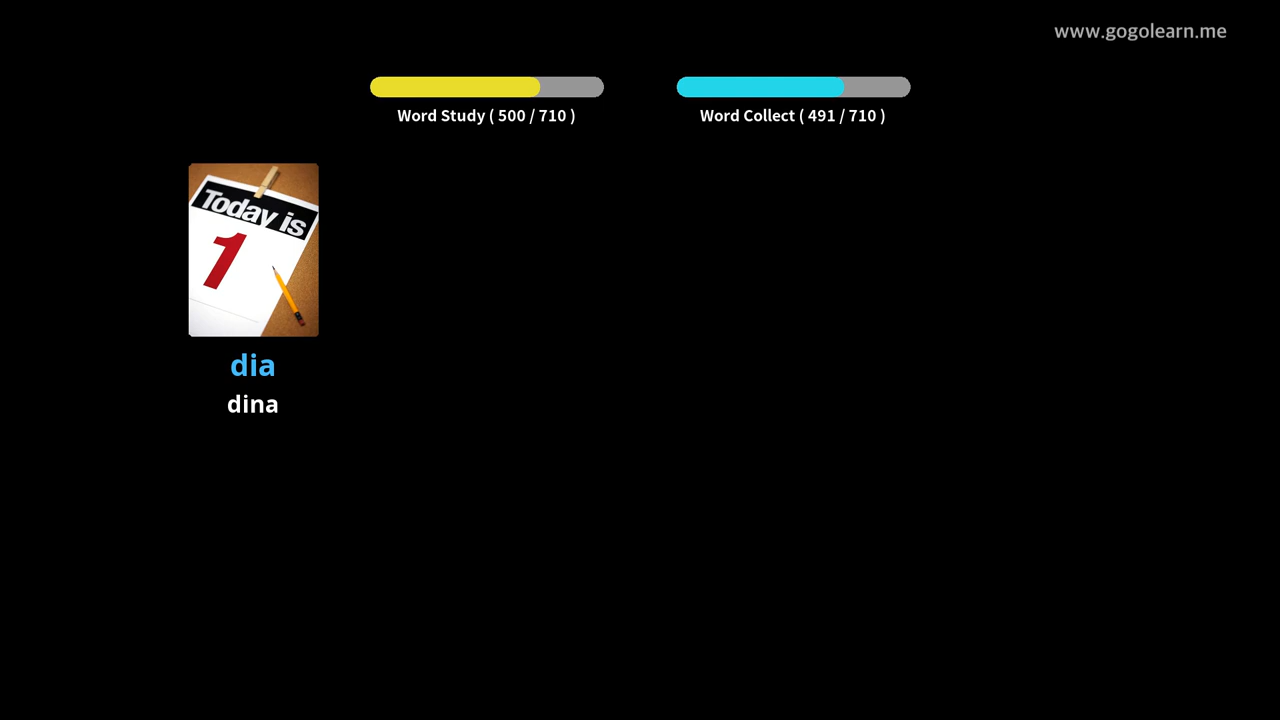 www.gogolearn.me
Word Study ( 500 / 710 )
Word Collect ( 491 / 710 )
Today is
1
dia
dina